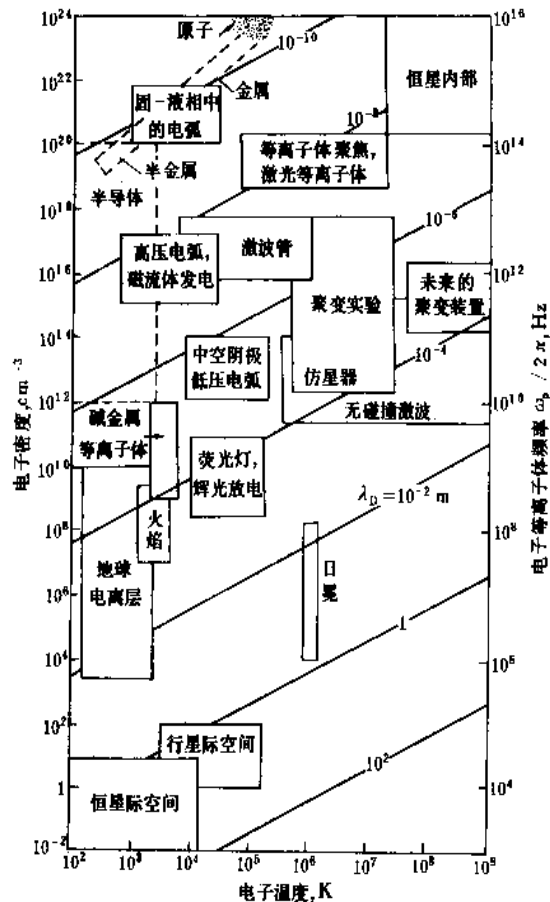 10^24
10^22
10^20
10^18
10^16
10^14
10^12
10^10
10^8
10^6
10^4
10^2
1
10^-2
电子密度,cm^-3
10^2
10^3
10^4
10^5
10^6
10^7
10^8
10^9
电子温度,K
10^16
10^14
10^12
10^10
10^8
10^5
10^4
电子等离子体频率 ω_p / 2π, Hz
原子
10^-10
金属
固-液相中
的电弧
半金属
半导体
恒星内部
10^-8
等离子体聚焦,
激光等离子体
10^-6
高压电弧,
磁流体发电
激波管
聚变实验
未来的
聚变装置
中空阴极
低压电弧
仿星器
10^-4
无碰撞激波
碱金属
等离子体
荧光灯,
辉光放电
λ_D=10^-2 m
火
焰
地球
电离层
日
冕
1
行星际空间
10^2
恒星际空间